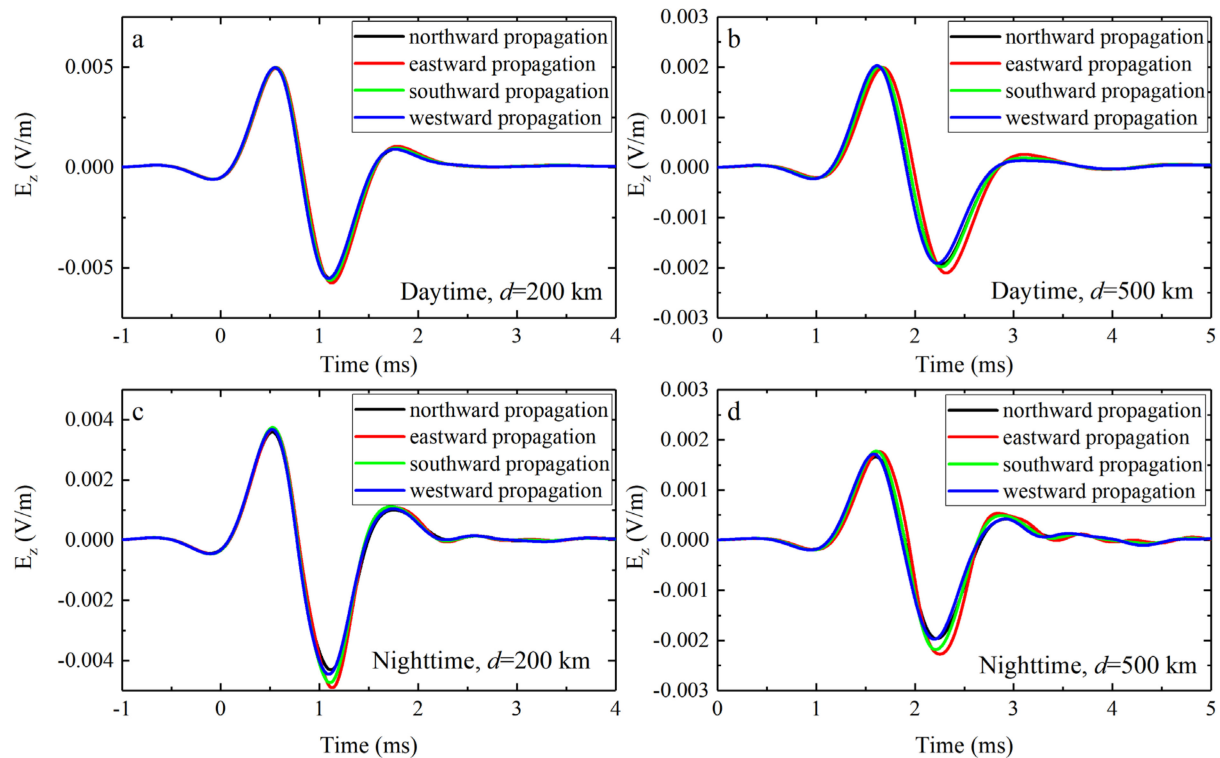 a
northward propagation
eastward propagation
southward propagation
westward propagation
0.005
0.000
-0.005
E_z (V/m)
Daytime, d=200 km
-1 0 1 2 3 4
Time (ms)
b
northward propagation
eastward propagation
southward propagation
westward propagation
0.003
0.002
0.001
0.000
-0.001
-0.002
-0.003
E_z (V/m)
Daytime, d=500 km
0 1 2 3 4 5
Time (ms)
c
northward propagation
eastward propagation
southward propagation
westward propagation
0.004
0.002
0.000
-0.002
-0.004
E_z (V/m)
Nighttime, d=200 km
-1 0 1 2 3 4
Time (ms)
d
northward propagation
eastward propagation
southward propagation
westward propagation
0.003
0.002
0.001
0.000
-0.001
-0.002
-0.003
E_z (V/m)
Nighttime, d=500 km
0 1 2 3 4 5
Time (ms)